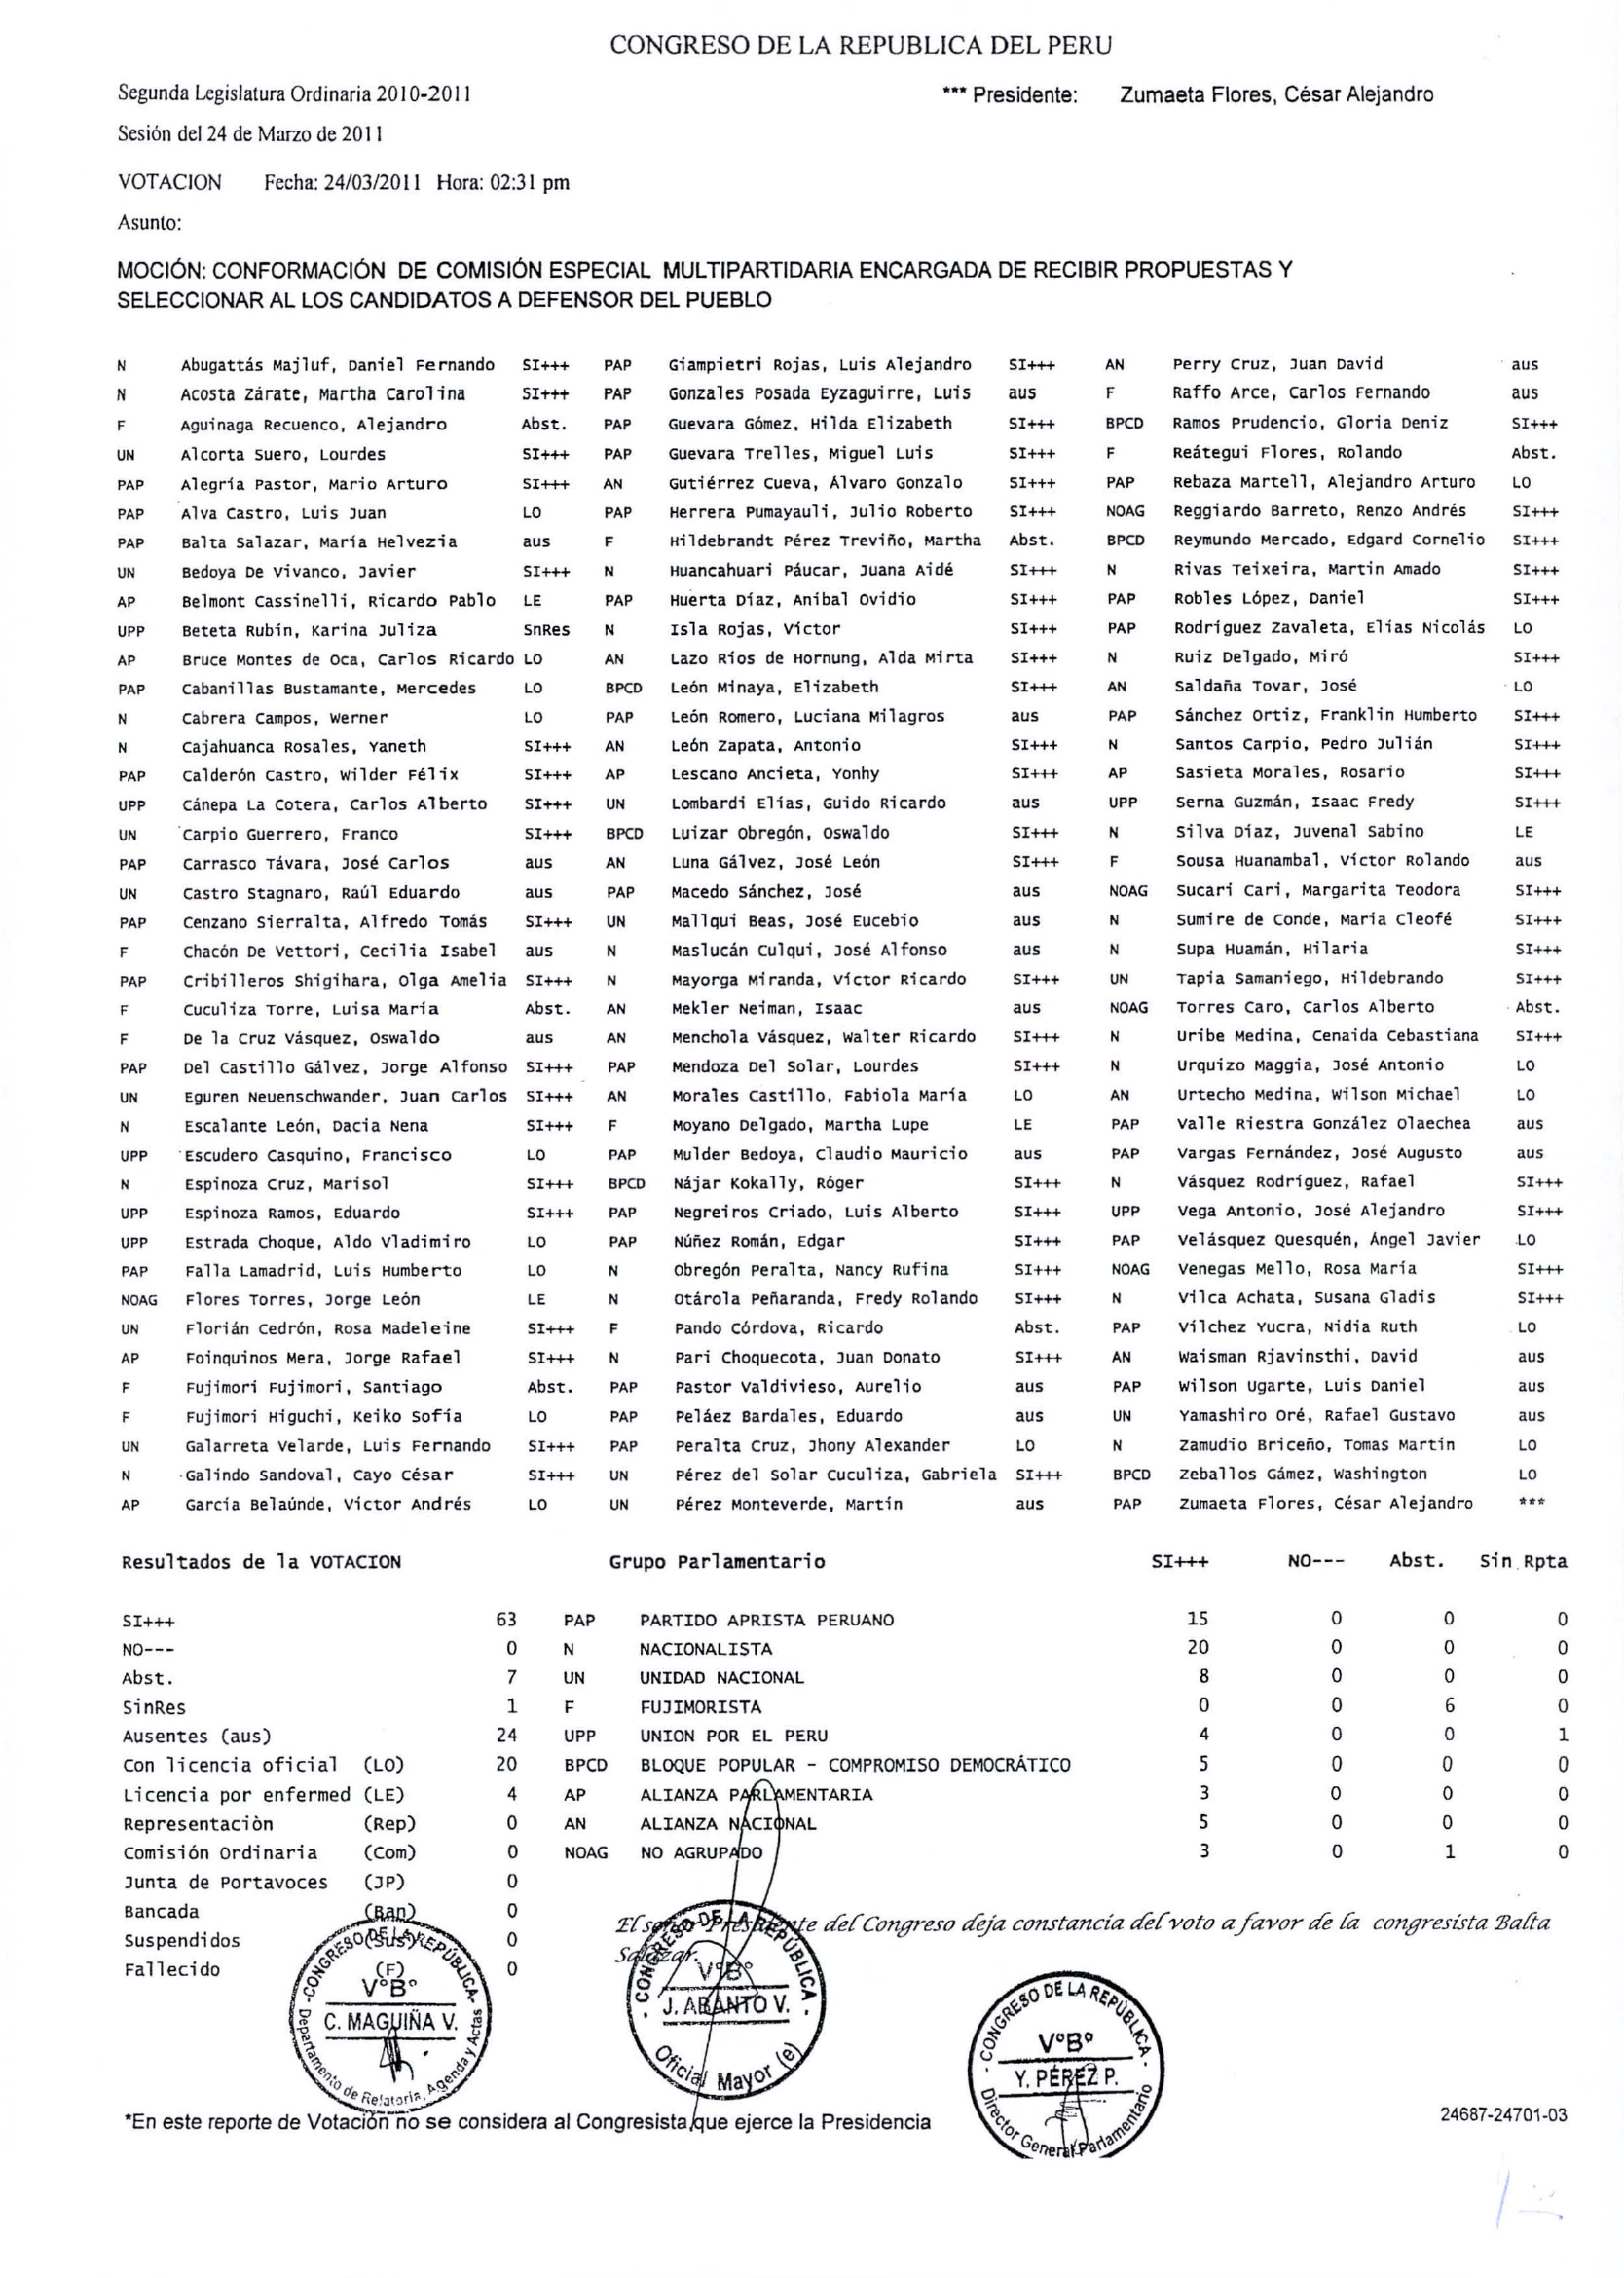 CONGRESO DE LA REPUBLICA DEL PERU
Segunda Legislatura Ordinaria 2010-2011 *** Presidente: Zumaeta Flores, César Alejandro
Sesión del 24 de Marzo de 2011
VOTACION Fecha: 24/03/2011 Hora: 02:31 pm
Asunto:
MOCIÓN: CONFORMACIÓN DE COMISIÓN ESPECIAL MULTIPARTIDARIA ENCARGADA DE RECIBIR PROPUESTAS Y
SELECCIONAR AL LOS CANDIDATOS A DEFENSOR DEL PUEBLO
N Abugattás Majluf, Daniel Fernando SI+++ PAP Giampietri Rojas, Luis Alejandro SI+++ AN Perry Cruz, Juan David aus
N Acosta Zárate, Martha Carolina SI+++ PAP Gonzales Posada Eyzaguirre, Luis aus F Raffo Arce, Carlos Fernando aus
F Aguinaga Recuenco, Alejandro Abst. PAP Guevara Gómez, Hilda Elizabeth SI+++ BPCD Ramos Prudencio, Gloria Deniz SI+++
UN Alcorta Suero, Lourdes SI+++ PAP Guevara Trelles, Miguel Luis SI+++ F Reátegui Flores, Rolando Abst.
PAP Alegría Pastor, Mario Arturo SI+++ AN Gutiérrez Cueva, Álvaro Gonzalo SI+++ PAP Rebaza Martell, Alejandro Arturo LO
PAP Alva Castro, Luis Juan LO PAP Herrera Pumayauli, Julio Roberto SI+++ NOAG Reggiardo Barreto, Renzo Andrés SI+++
PAP Balta Salazar, María Helvezia aus F Hildebrandt Pérez Treviño, Martha Abst. BPCD Reymundo Mercado, Edgard Cornelio SI+++
UN Bedoya De Vivanco, Javier SI+++ N Huancahuari Páucar, Juana Aidé SI+++ N Rivas Teixeira, Martin Amado SI+++
AP Belmont Cassinelli, Ricardo Pablo LE PAP Huerta Díaz, Anibal Ovidio SI+++ PAP Robles López, Daniel SI+++
UPP Beteta Rubín, Karina Juliza SnRes N Isla Rojas, Víctor SI+++ PAP Rodríguez Zavaleta, Elías Nicolás LO
AP Bruce Montes de Oca, Carlos Ricardo LO AN Lazo Ríos de Hornung, Alda Mirta SI+++ N Ruiz Delgado, Miró SI+++
PAP Cabanillas Bustamante, Mercedes LO BPCD León Minaya, Elizabeth SI+++ AN Saldaña Tovar, José LO
N Cabrera Campos, Werner LO PAP León Romero, Luciana Milagros aus PAP Sánchez Ortiz, Franklin Humberto SI+++
N Cajahuanca Rosales, Yaneth SI+++ AN León Zapata, Antonio SI+++ N Santos Carpio, Pedro Julián SI+++
PAP Calderón Castro, Wilder Félix SI+++ AP Lescano Ancieta, Yonhy SI+++ AP Sasieta Morales, Rosario SI+++
UPP Cánepa La Cotera, Carlos Alberto SI+++ UN Lombardi Elías, Guido Ricardo aus UPP Serna Guzmán, Isaac Fredy SI+++
UN Carpio Guerrero, Franco SI+++ BPCD Luizar Obregón, Oswaldo SI+++ N Silva Díaz, Juvenal Sabino LE
PAP Carrasco Távara, José Carlos aus AN Luna Gálvez, José León SI+++ F Sousa Huanambal, Víctor Rolando aus
UN Castro Stagnaro, Raúl Eduardo aus PAP Macedo Sánchez, José aus NOAG Sucari Cari, Margarita Teodora SI+++
PAP Cenzano Sierralta, Alfredo Tomás SI+++ UN Mallqui Beas, José Eucebio aus N Sumire de Conde, María Cleofé SI+++
F Chacón De Vettori, Cecilia Isabel aus N Maslucán Culqui, José Alfonso aus N Supa Huamán, Hilaria SI+++
PAP Cribilleros Shigihara, Olga Amelia SI+++ N Mayorga Miranda, Víctor Ricardo SI+++ UN Tapia Samaniego, Hildebrando SI+++
F Cuculiza Torre, Luisa María Abst. AN Mekler Neiman, Isaac aus NOAG Torres Caro, Carlos Alberto Abst.
F De la Cruz Vásquez, Oswaldo aus AN Menchola Vásquez, Walter Ricardo SI+++ N Uribe Medina, Cenaida Cebastiana SI+++
PAP Del Castillo Gálvez, Jorge Alfonso SI+++ PAP Mendoza Del Solar, Lourdes SI+++ N Urquizo Maggia, José Antonio LO
UN Eguren Neuenschwander, Juan Carlos SI+++ AN Morales Castillo, Fabiola María LO AN Urtecho Medina, Wilson Michael LO
N Escalante León, Dacia Nena SI+++ F Moyano Delgado, Martha Lupe LE PAP Valle Riestra González Olaechea aus
UPP Escudero Casquino, Francisco LO PAP Mulder Bedoya, Claudio Mauricio aus PAP Vargas Fernández, José Augusto aus
N Espinoza Cruz, Marisol SI+++ BPCD Nájar Kokally, Róger SI+++ N Vásquez Rodríguez, Rafael SI+++
UPP Espinoza Ramos, Eduardo SI+++ PAP Negreiros Criado, Luis Alberto SI+++ UPP Vega Antonio, José Alejandro SI+++
UPP Estrada Choque, Aldo Vladimiro LO PAP Núñez Román, Edgar SI+++ PAP Velásquez Quesquén, Ángel Javier LO
PAP Falla Lamadrid, Luis Humberto LO N Obregón Peralta, Nancy Rufina SI+++ NOAG Venegas Mello, Rosa María SI+++
NOAG Flores Torres, Jorge León LE N Otárola Peñaranda, Fredy Rolando SI+++ N Vilca Achata, Susana Gladis SI+++
UN Florián Cedrón, Rosa Madeleine SI+++ F Pando Córdova, Ricardo Abst. PAP Vilchez Yucra, Nidia Ruth LO
AP Foinquinos Mera, Jorge Rafael SI+++ N Pari Choquecota, Juan Donato SI+++ AN Waisman Rjavinsthi, David aus
F Fujimori Fujimori, Santiago Abst. PAP Pastor Valdivieso, Aurelio aus PAP Wilson Ugarte, Luis Daniel aus
F Fujimori Higuchi, Keiko Sofía LO PAP Peláez Bardales, Eduardo aus UN Yamashiro Oré, Rafael Gustavo aus
UN Galarreta Velarde, Luis Fernando SI+++ PAP Peralta Cruz, Jhony Alexander LO N Zamudio Briceño, Tomas Martín LO
N Galindo Sandoval, Cayo César SI+++ UN Pérez del Solar Cuculiza, Gabriela SI+++ BPCD Zeballos Gámez, Washington LO
AP García Belaúnde, Víctor Andrés LO UN Pérez Monteverde, Martín aus PAP Zumaeta Flores, César Alejandro ***
Resultados de la VOTACION Grupo Parlamentario SI+++ NO--- Abst. Sin Rpta
SI+++ 63 PAP PARTIDO APRISTA PERUANO 15 0 0 0
NO--- 0 N NACIONALISTA 20 0 0 0
Abst. 7 UN UNIDAD NACIONAL 8 0 0 0
SinRes 1 F FUJIMORISTA 0 0 6 0
Ausentes (aus) 24 UPP UNION POR EL PERU 4 0 0 1
Con licencia oficial (LO) 20 BPCD BLOQUE POPULAR - COMPROMISO DEMOCRÁTICO 5 0 0 0
Licencia por enfermed (LE) 4 AP ALIANZA PARLAMENTARIA 3 0 0 0
Representaciòn (Rep) 0 AN ALIANZA NACIONAL 5 0 0 0
Comisión Ordinaria (Com) 0 NOAG NO AGRUPADO 3 0 1 0
Junta de Portavoces (JP) 0
Bancada (Ban) 0
El señor Presidente del Congreso deja constancia del voto a favor de la congresista Balta
Suspendidos (Sus) 0
Salazar.
Fallecido (F) 0
CONGRESO DE LA REPÚBLICA
V°B°
C. MAGUIÑA V.
Departamento de Relatoría, Agenda y Actas
CONGRESO DE LA REPÚBLICA
V°B°
J. ABANTO V.
Oficial Mayor (e)
CONGRESO DE LA REPÚBLICA
V°B°
Y. PÉREZ P.
Director General Parlamentario
*En este reporte de Votación no se considera al Congresista que ejerce la Presidencia
24687-24701-03